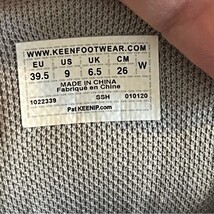 WWW.KEENFOOTWEAR.COM
EU US UK CM W
39.5 9 6.5 26
MADE IN CHINA
Fabriqué en Chine
1022339 SSH 010120
Pat KEENIP.com